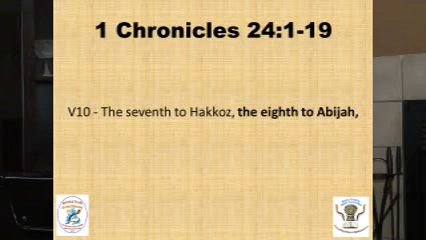 1 Chronicles 24:1-19
V10 - The seventh to Hakkoz, the eighth to Abijah,